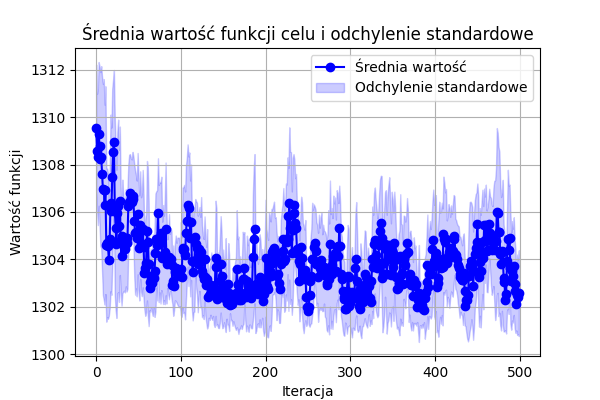 Średnia wartość funkcji celu i odchylenie standardowe
Średnia wartość
Odchylenie standardowe
Wartość funkcji
1312
1310
1308
1306
1304
1302
1300
0 100 200 300 400 500
Iteracja